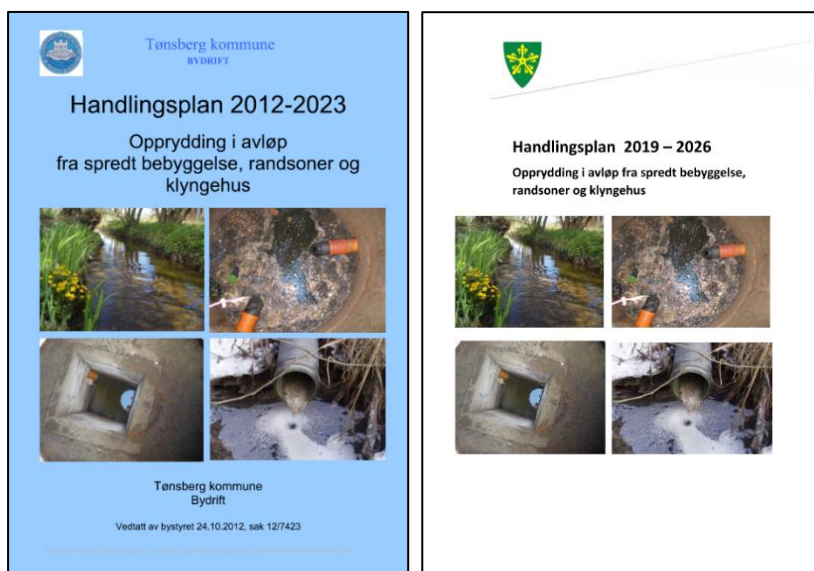 Tønsberg kommune
BYDRIFT
Handlingsplan 2012-2023
Opprydding i avløp
fra spredt bebyggelse, randsoner og
klyngehus
Tønsberg kommune
Bydrift
Vedtatt av bystyret 24.10.2012, sak 12/7423
Handlingsplan 2019 – 2026
Opprydding i avløp fra spredt bebyggelse,
randsoner og klyngehus